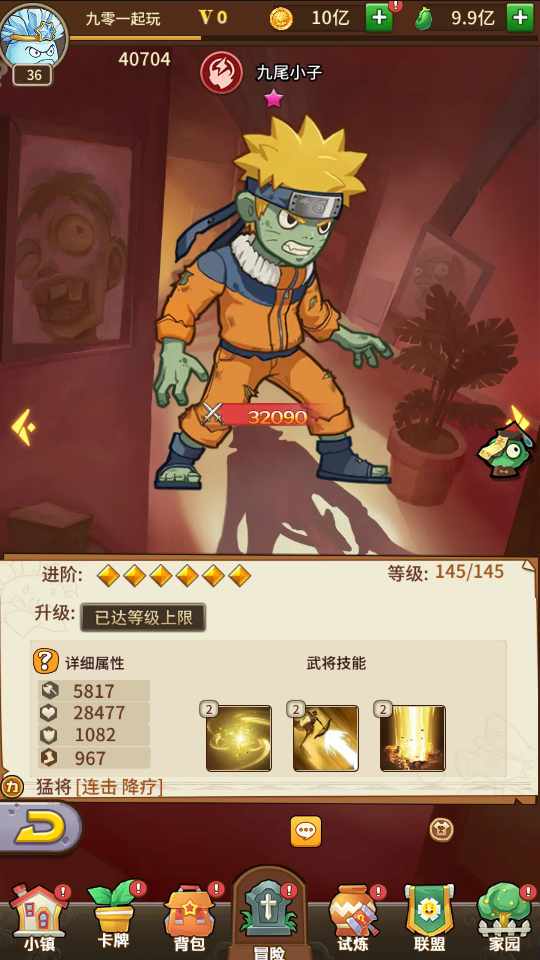 九零一起玩
V 0
10亿
9.9亿
36
40704
九尾小子
32090
进阶:
等级: 145/145
升级: 已达等级上限
详细属性
武将技能
5817
28477
1082
967
2
2
2
力 猛将 [连击 降疗]
小镇
卡牌
背包
冒险
试炼
联盟
家园